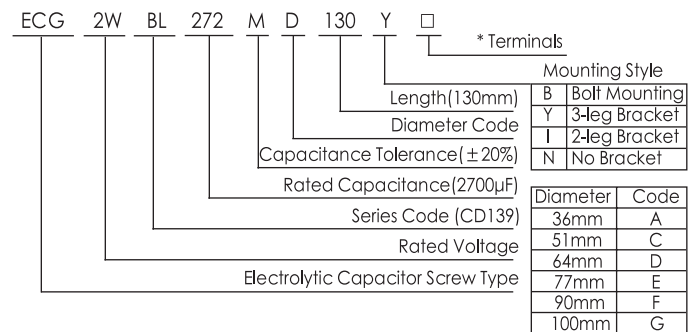 ECG 2W BL 272 M D 130 Y □
* Terminals
Mounting Style
B Bolt Mounting
Y 3-leg Bracket
I 2-leg Bracket
N No Bracket
Length(130mm)
Diameter Code
Capacitance Tolerance(±20%)
Rated Capacitance(2700µF)
Series Code (CD139)
Rated Voltage
Electrolytic Capacitor Screw Type
Diameter Code
36mm A
51mm C
64mm D
77mm E
90mm F
100mm G